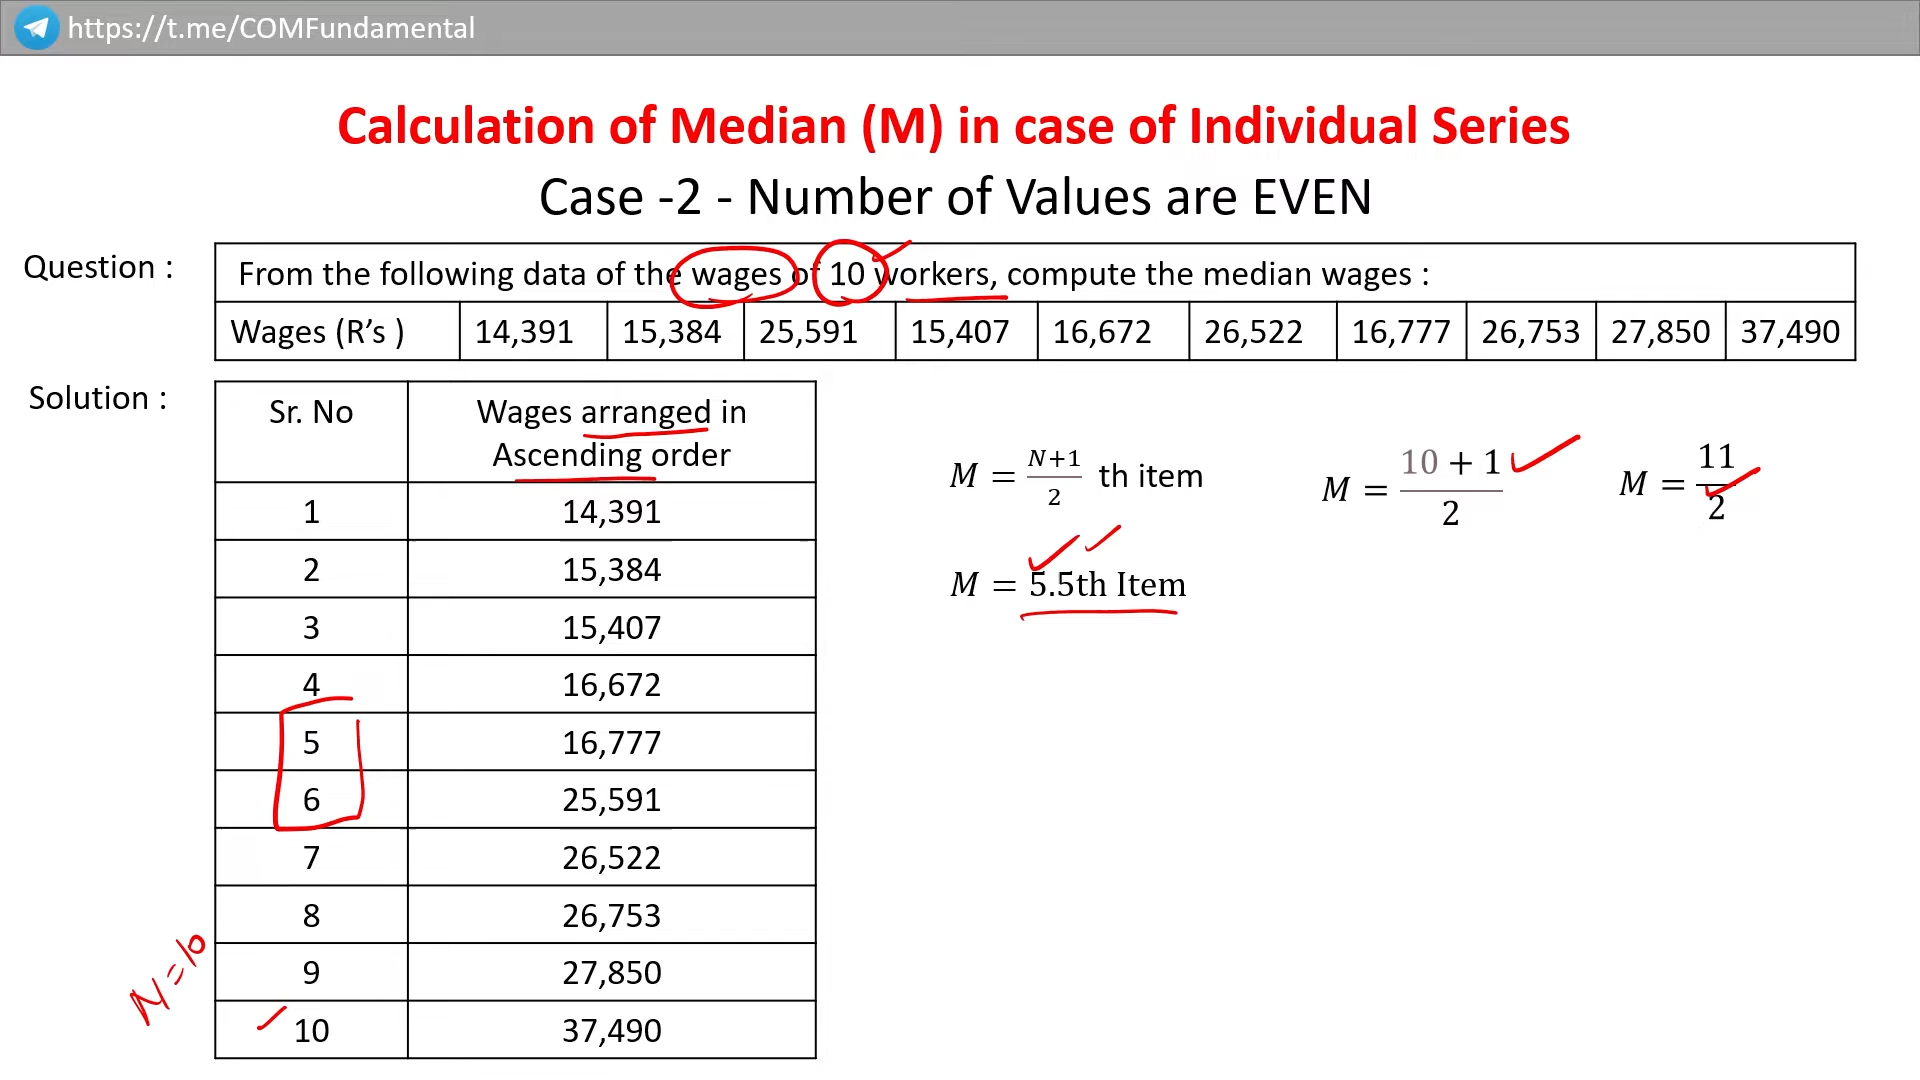 https://t.me/COMFundamental
Calculation of Median (M) in case of Individual Series
Case -2 - Number of Values are EVEN
Question :
From the following data of the wages of 10 workers, compute the median wages :
Wages (R’s ) 14,391 15,384 25,591 15,407 16,672 26,522 16,777 26,753 27,850 37,490
Solution :
Sr. No Wages arranged in
Ascending order
1 14,391
2 15,384
3 15,407
4 16,672
5 16,777
6 25,591
7 26,522
8 26,753
9 27,850
10 37,490
N=10
M = N+1/2 th item
M = 10 + 1/2
M = 11/2
M = 5.5th Item